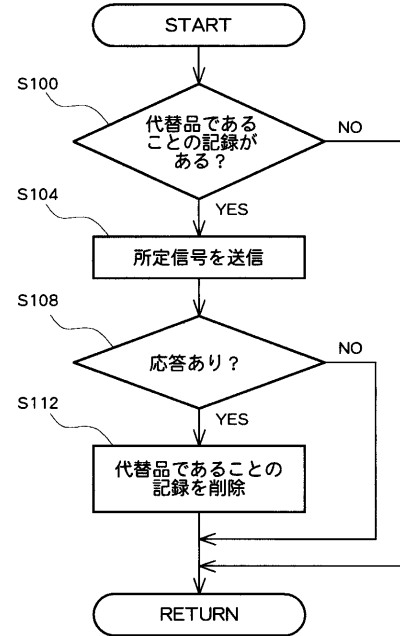 START
S100
代替品である
ことの記録が
ある？
NO
S104
YES
所定信号を送信
S108
応答あり？
NO
S112
YES
代替品であることの
記録を削除
RETURN